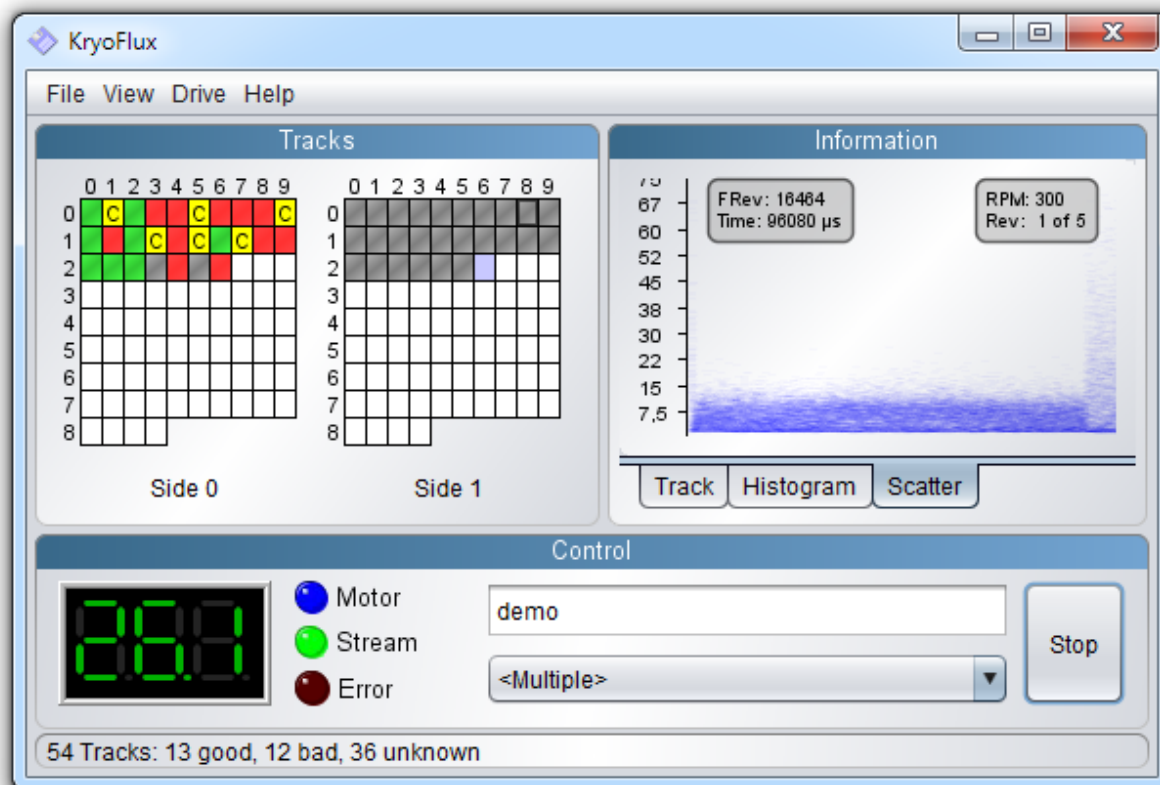 KryoFlux
File View Drive Help
Tracks
0 1 2 3 4 5 6 7 8 9
0 C C C
1 C C C
2
3
4
5
6
7
8
Side 0
0 1 2 3 4 5 6 7 8 9
0
1
2
3
4
5
6
7
8
Side 1
Information
75
67
60
52
45
38
30
22
15
7,5
FRev: 16464
Time: 96080 µs
RPM: 300
Rev: 1 of 5
Track Histogram Scatter
Control
26.1
Motor
Stream
Error
demo
<Multiple>
Stop
54 Tracks: 13 good, 12 bad, 36 unknown